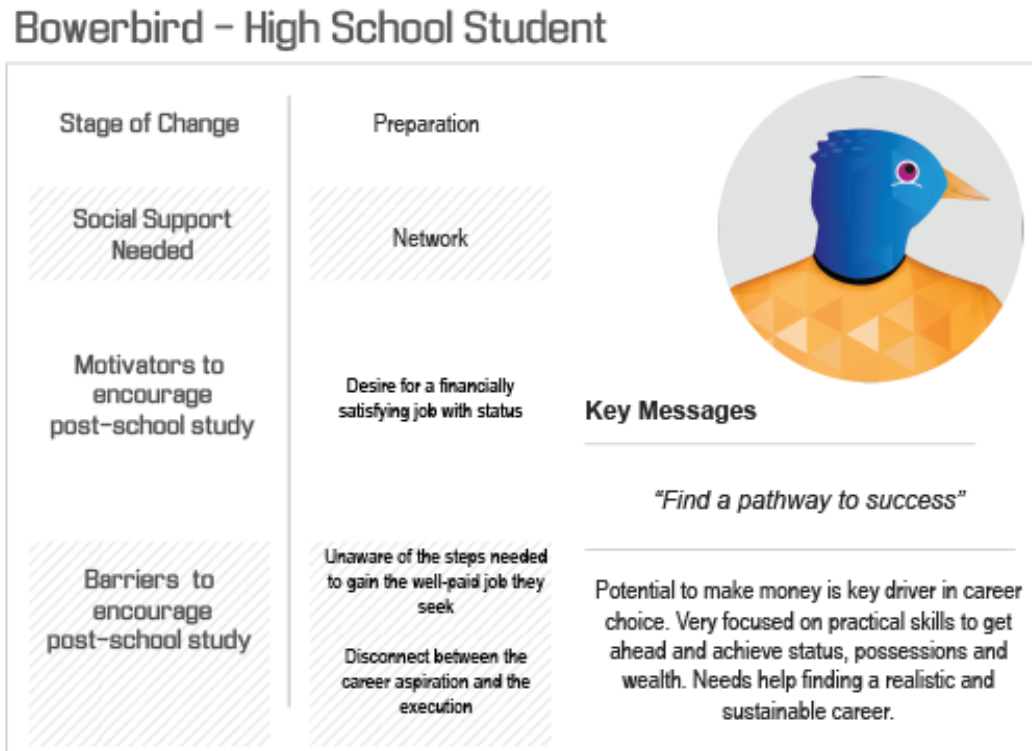 Bowerbird – High School Student
Stage of Change
Preparation
Social Support
Needed
Network
Motivators to
encourage
post-school study
Desire for a financially
satisfying job with status
Barriers to
encourage
post-school study
Unaware of the steps needed
to gain the well-paid job they
seek
Disconnect between the
career aspiration and the
execution
Key Messages
“Find a pathway to success”
Potential to make money is key driver in career
choice. Very focused on practical skills to get
ahead and achieve status, possessions and
wealth. Needs help finding a realistic and
sustainable career.